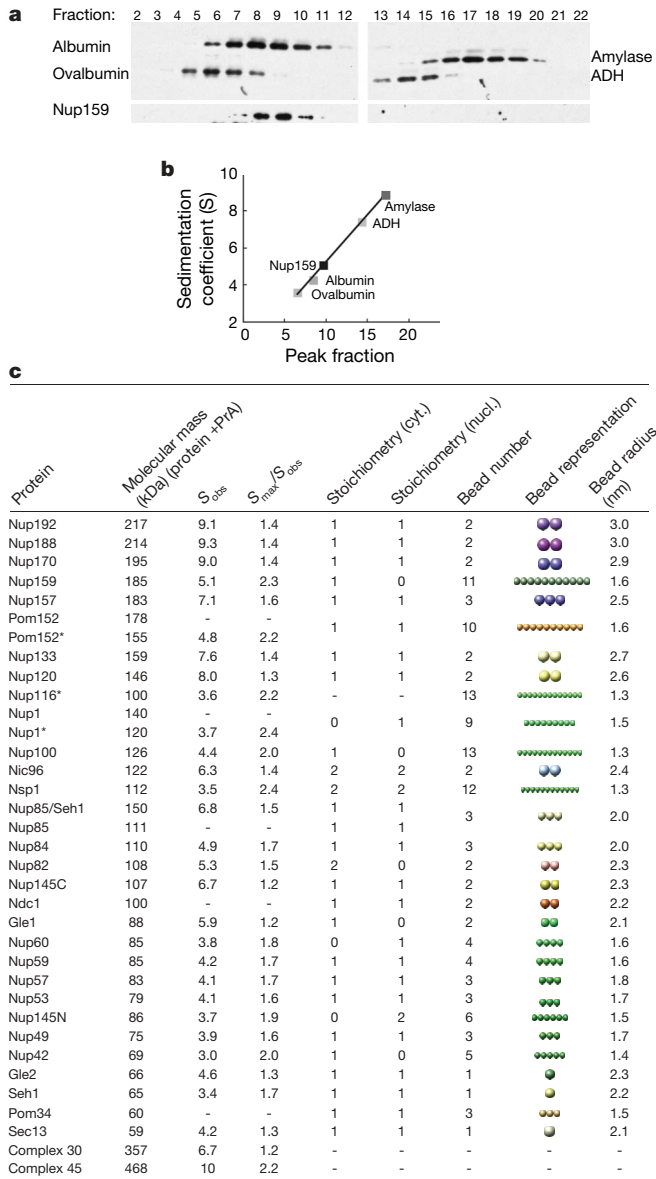 a
Fraction: 2 3 4 5 6 7 8 9 10 11 12 13 14 15 16 17 18 19 20 21 22
Albumin
Ovalbumin
Amylase
ADH
Nup159
b
Sedimentation
coefficient (S)
10
8
6
4
2
Amylase
ADH
Nup159
Albumin
Ovalbumin
0 5 10 15 20
Peak fraction
c
Protein
Molecular mass
(kDa) (protein +PrA)
Sobs
Smax/Sobs
Stoichiometry (cyt.)
Stoichiometry (nucl.)
Bead number
Bead representation
Bead radius
(nm)
Nup192 217 9.1 1.4 1 1 2 3.0
Nup188 214 9.3 1.4 1 1 2 3.0
Nup170 195 9.0 1.4 1 1 2 2.9
Nup159 185 5.1 2.3 1 0 11 1.6
Nup157 183 7.1 1.6 1 1 3 2.5
Pom152 178 - -
1 1 10 1.6
Pom152* 155 4.8 2.2
Nup133 159 7.6 1.4 1 1 2 2.7
Nup120 146 8.0 1.3 1 1 2 2.6
Nup116* 100 3.6 2.2 - - 13 1.3
Nup1 140 - -
0 1 9 1.5
Nup1* 120 3.7 2.4
Nup100 126 4.4 2.0 1 0 13 1.3
Nic96 122 6.3 1.4 2 2 2 2.4
Nsp1 112 3.5 2.4 2 2 12 1.3
Nup85/Seh1 150 6.8 1.5 1 1
3 2.0
Nup85 111 - - 1 1
Nup84 110 4.9 1.7 1 1 3 2.0
Nup82 108 5.3 1.5 2 0 2 2.3
Nup145C 107 6.7 1.2 1 1 2 2.3
Ndc1 100 - - 1 1 2 2.2
Gle1 88 5.9 1.2 1 0 2 2.1
Nup60 85 3.8 1.8 0 1 4 1.6
Nup59 85 4.2 1.7 1 1 4 1.6
Nup57 83 4.1 1.7 1 1 3 1.8
Nup53 79 4.1 1.6 1 1 3 1.7
Nup145N 86 3.7 1.9 0 2 6 1.5
Nup49 75 3.9 1.6 1 1 3 1.7
Nup42 69 3.0 2.0 1 0 5 1.4
Gle2 66 4.6 1.3 1 1 1 2.3
Seh1 65 3.4 1.7 1 1 1 2.2
Pom34 60 - - 1 1 3 1.5
Sec13 59 4.2 1.3 1 1 1 2.1
Complex 30 357 6.7 1.2 - - - - -
Complex 45 468 10 2.2 - - - - -